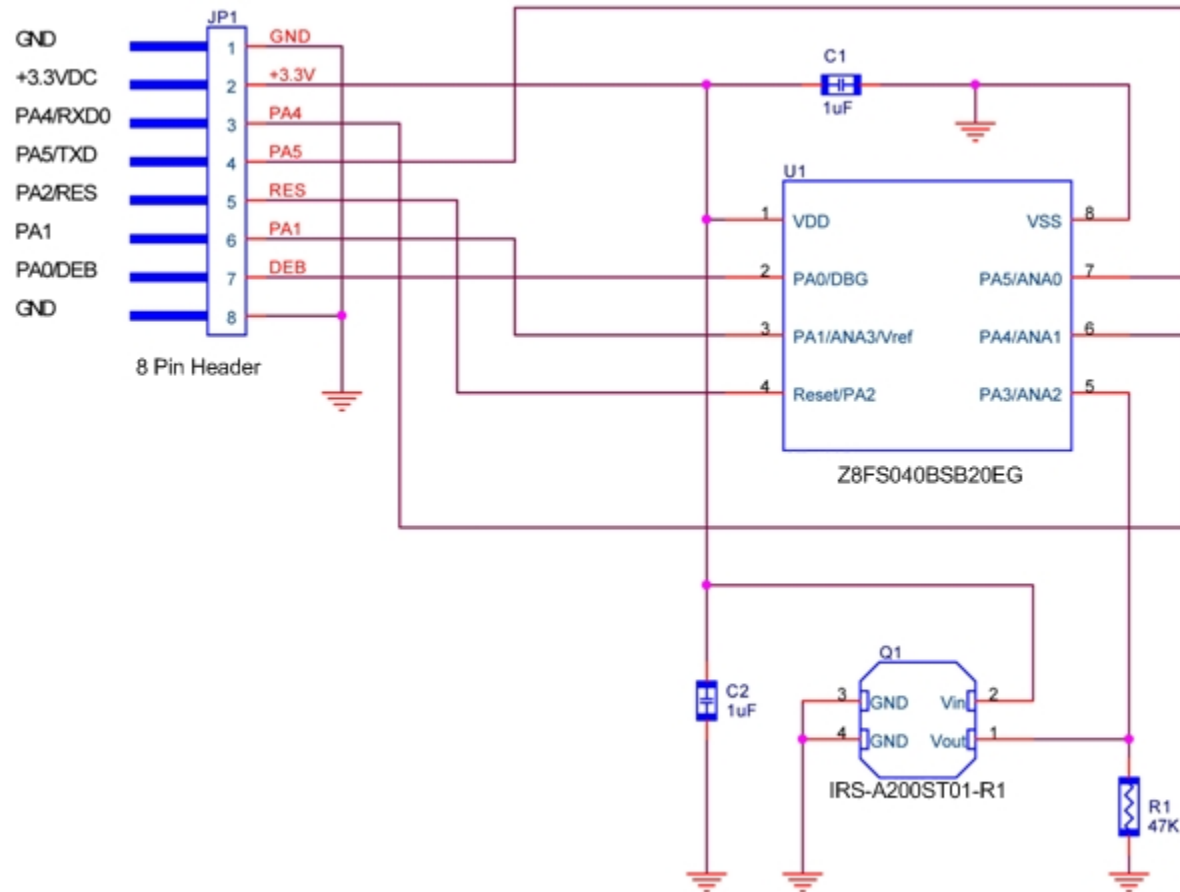 JP1
GND
+3.3VDC
PA4/RXD0
PA5/TXD
PA2/RES
PA1
PA0/DEB
GND
1 GND
2 +3.3V
3 PA4
4 PA5
5 RES
6 PA1
7 DEB
8
8 Pin Header
C1
1uF
U1
1 VDD
2 PA0/DBG
3 PA1/ANA3/Vref
4 Reset/PA2
VSS 8
PA5/ANA0 7
PA4/ANA1 6
PA3/ANA2 5
Z8FS040BSB20EG
C2
1uF
Q1
3 GND
4 GND
Vin 2
Vout 1
IRS-A200ST01-R1
R1
47K